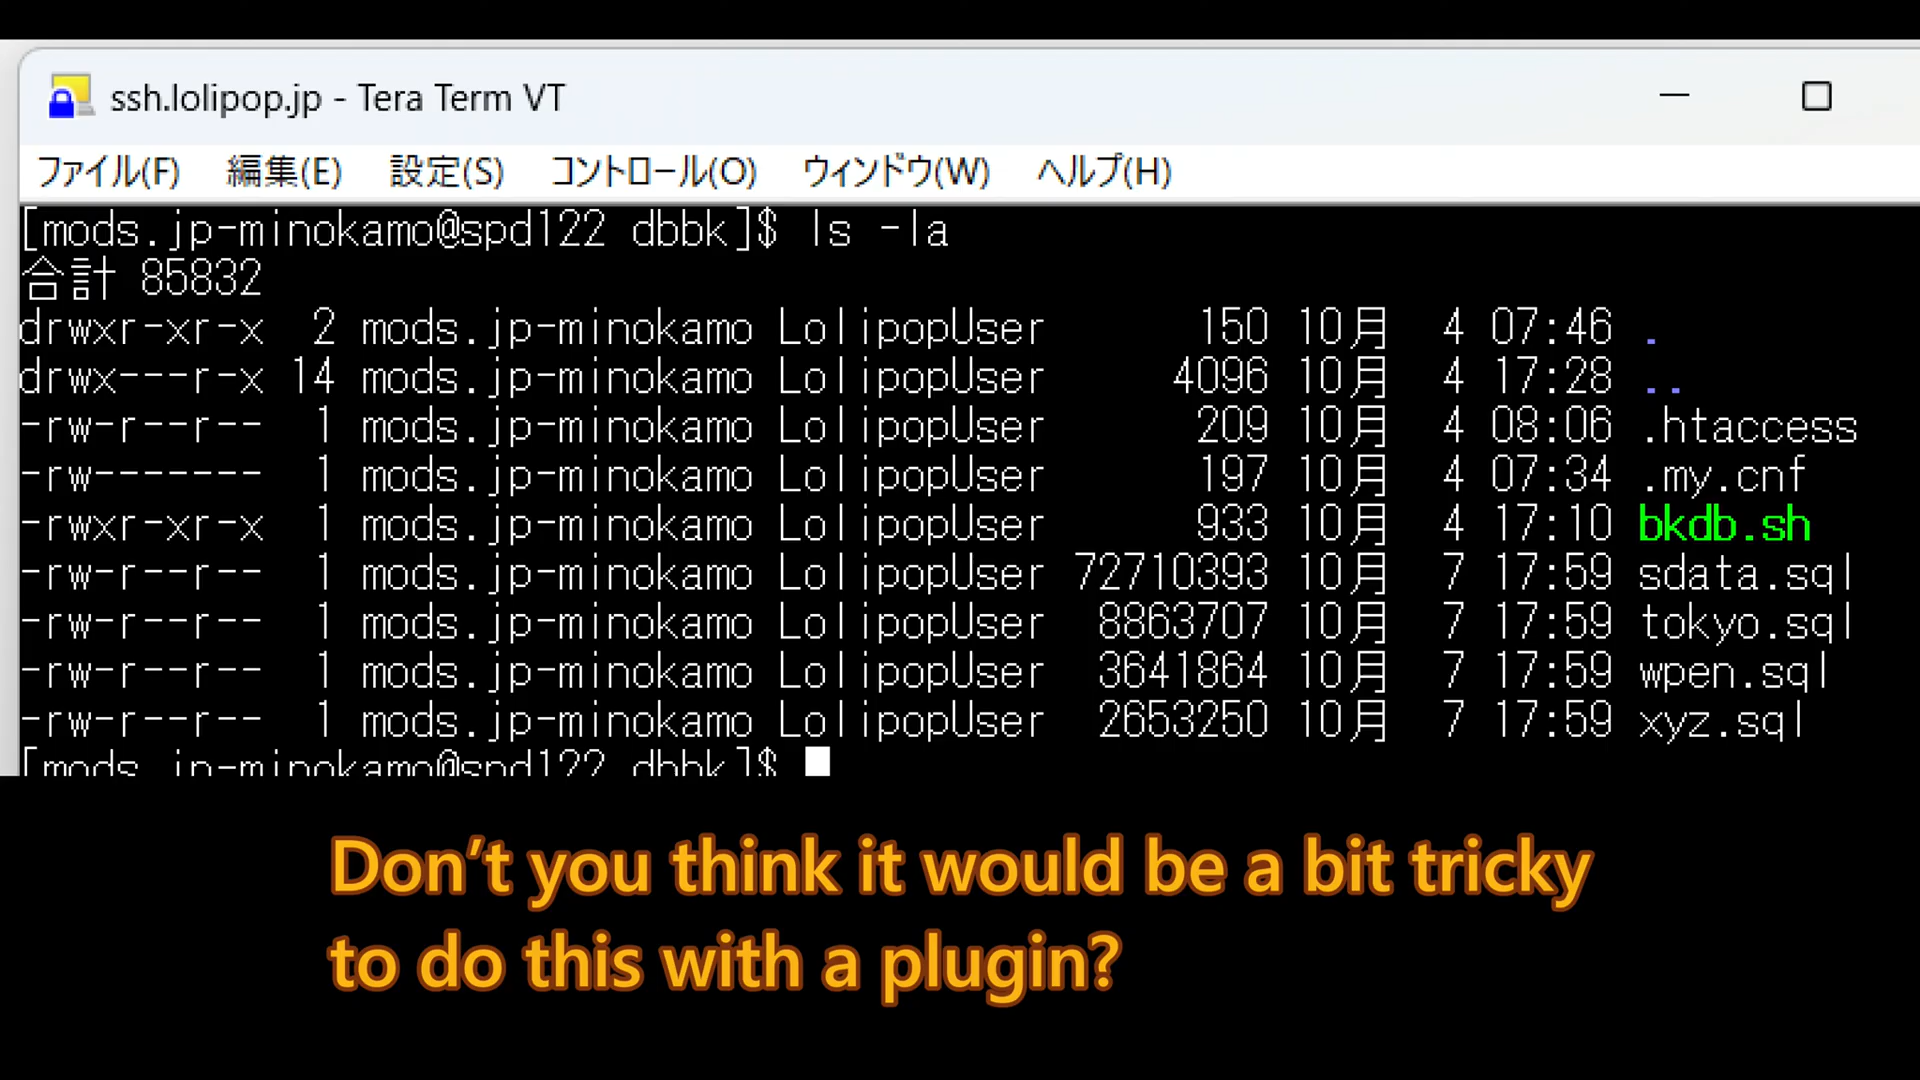 ssh.lolipop.jp - Tera Term VT
ファイル(F) 編集(E) 設定(S) コントロール(O) ウィンドウ(W) ヘルプ(H)
[mods.jp-minokamo@spd122 dbbk]$ ls -la
合計 85832
drwxr-xr-x 2 mods.jp-minokamo LolipopUser 150 10月 4 07:46 .
drwx---r-x 14 mods.jp-minokamo LolipopUser 4096 10月 4 17:28 ..
-rw-r--r-- 1 mods.jp-minokamo LolipopUser 209 10月 4 08:06 .htaccess
-rw------- 1 mods.jp-minokamo LolipopUser 197 10月 4 07:34 .my.cnf
-rwxr-xr-x 1 mods.jp-minokamo LolipopUser 933 10月 4 17:10 bkdb.sh
-rw-r--r-- 1 mods.jp-minokamo LolipopUser 72710393 10月 7 17:59 sdata.sql
-rw-r--r-- 1 mods.jp-minokamo LolipopUser 8863707 10月 7 17:59 tokyo.sql
-rw-r--r-- 1 mods.jp-minokamo LolipopUser 3641864 10月 7 17:59 wpen.sql
-rw-r--r-- 1 mods.jp-minokamo LolipopUser 2653250 10月 7 17:59 xyz.sql
[mods.jp-minokamo@spd122 dbbk]$
Don’t you think it would be a bit tricky
to do this with a plugin?